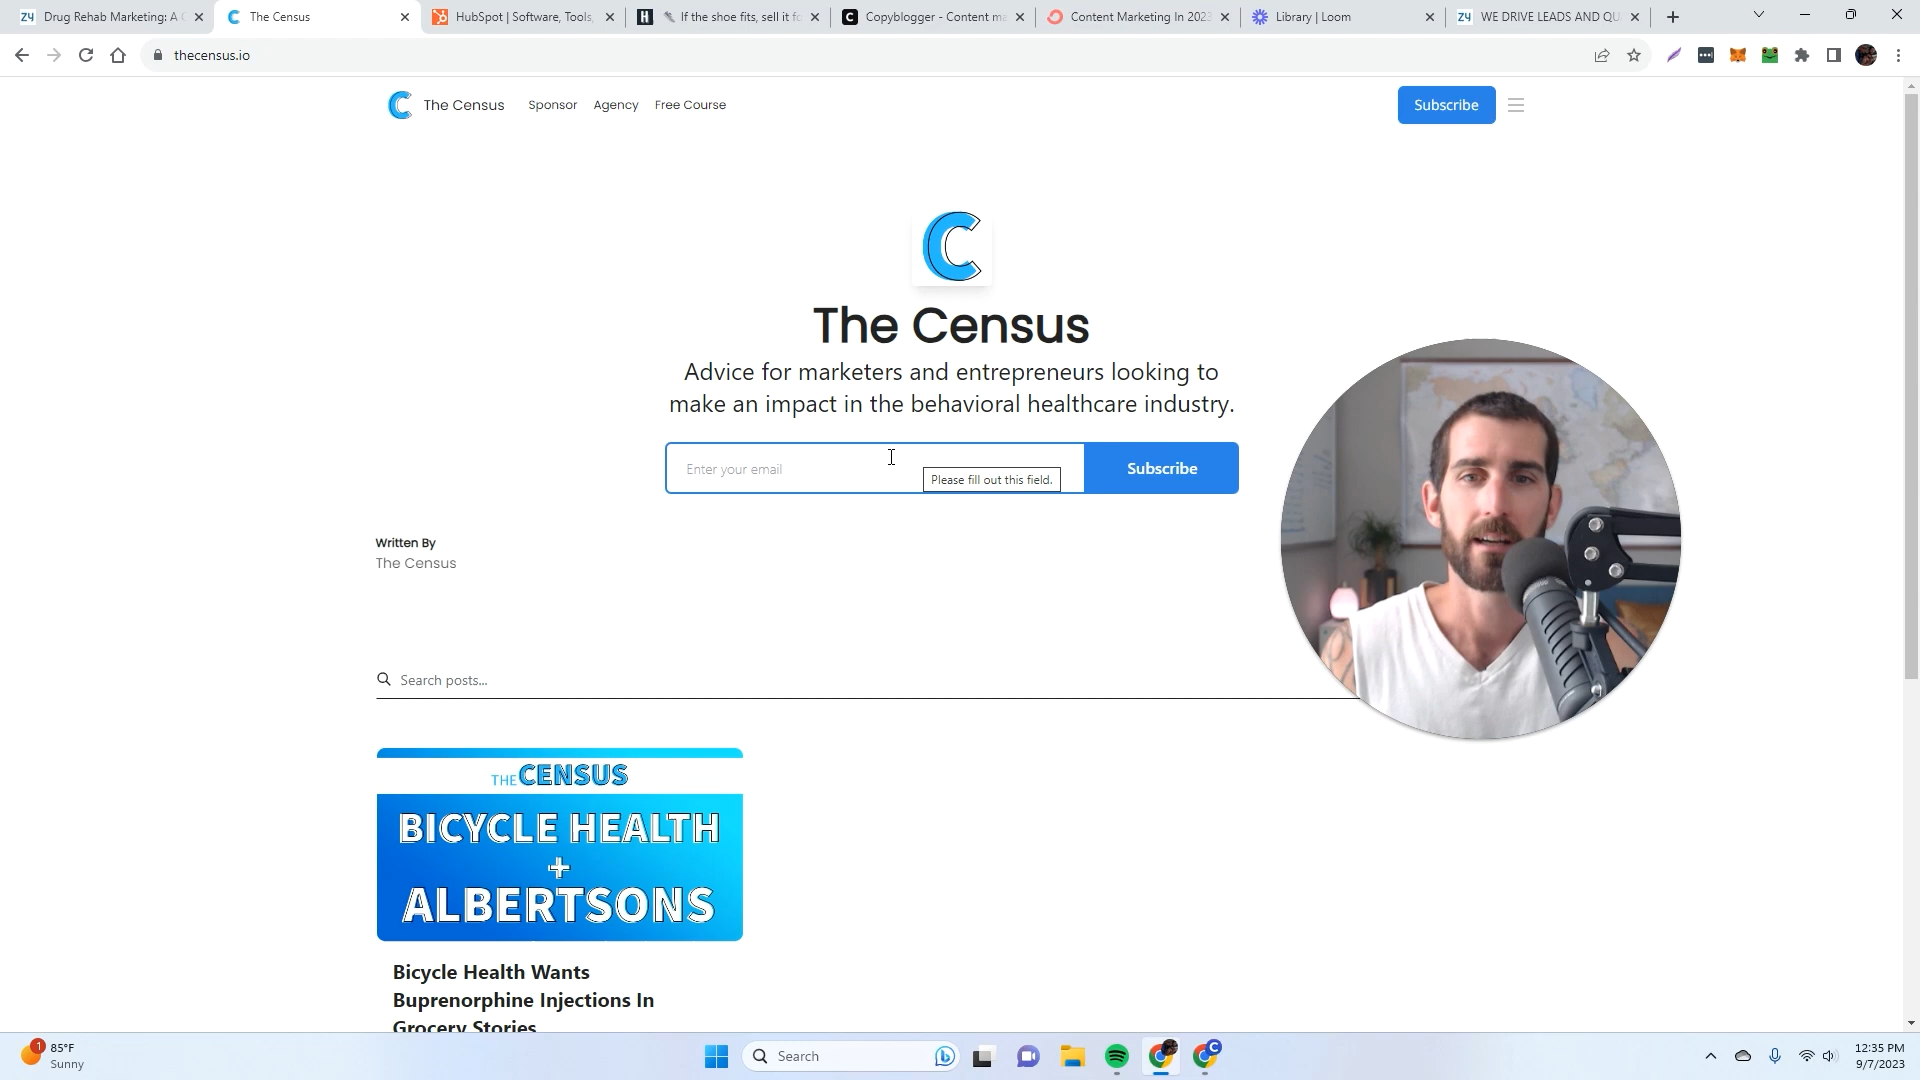 Drug Rehab Marketing: A C
The Census
HubSpot | Software, Tools,
If the shoe fits, sell it fo
Copyblogger - Content ma
Content Marketing In 2023
Library | Loom
WE DRIVE LEADS AND QU
thecensus.io
The Census
Sponsor
Agency
Free Course
Subscribe
The Census
Advice for marketers and entrepreneurs looking to
make an impact in the behavioral healthcare industry.
Enter your email
Please fill out this field.
Subscribe
Written By
The Census
Search posts...
THE CENSUS
BICYCLE HEALTH
+
ALBERTSONS
Bicycle Health Wants
Buprenorphine Injections In
Grocery Stories
1
85°F
Sunny
Search
12:35 PM
9/7/2023